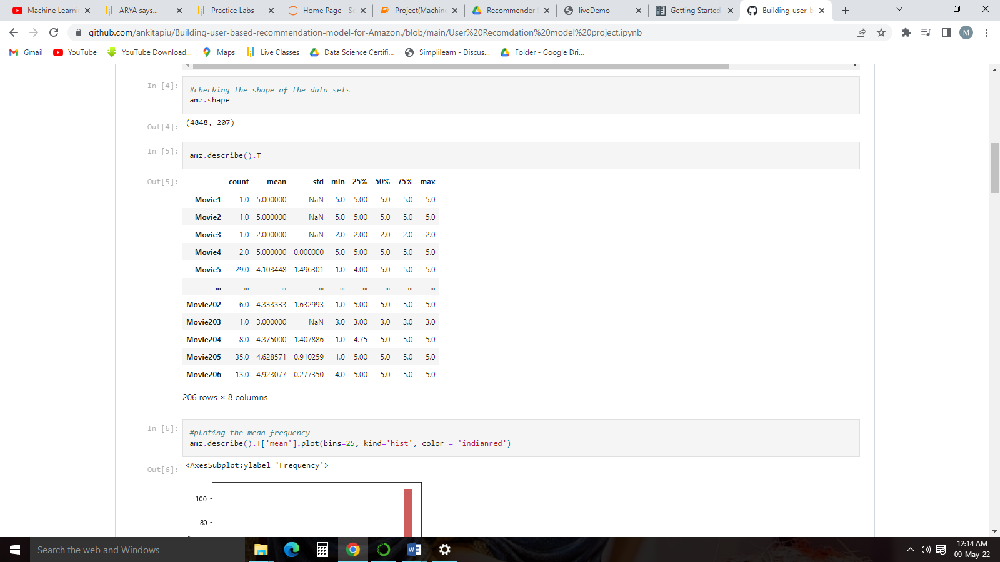 Machine Learni
ARYA says...
Practice Labs
Home Page - Se
Project(Machine
Recommender
liveDemo
Getting Started
Building-user-b
github.com/ankitapiu/Building-user-based-recommendation-model-for-Amazon./blob/main/User%20Recomdation%20model%20project.ipynb
M
Gmail
YouTube
YouTube Download...
Maps
Live Classes
Data Science Certifi...
Simplilearn - Discus...
Folder - Google Dri...
In [4]:
#checking the shape of the data sets
amz.shape
Out[4]:
(4848, 207)
In [5]:
amz.describe().T
Out[5]:
count mean std min 25% 50% 75% max
Movie1 1.0 5.000000 NaN 5.0 5.00 5.0 5.0 5.0
Movie2 1.0 5.000000 NaN 5.0 5.00 5.0 5.0 5.0
Movie3 1.0 2.000000 NaN 2.0 2.00 2.0 2.0 2.0
Movie4 2.0 5.000000 0.000000 5.0 5.00 5.0 5.0 5.0
Movie5 29.0 4.103448 1.496301 1.0 4.00 5.0 5.0 5.0
... ... ... ... ... ... ... ... ...
Movie202 6.0 4.333333 1.632993 1.0 5.00 5.0 5.0 5.0
Movie203 1.0 3.000000 NaN 3.0 3.00 3.0 3.0 3.0
Movie204 8.0 4.375000 1.407886 1.0 4.75 5.0 5.0 5.0
Movie205 35.0 4.628571 0.910259 1.0 5.00 5.0 5.0 5.0
Movie206 13.0 4.923077 0.277350 4.0 5.00 5.0 5.0 5.0
206 rows × 8 columns
In [6]:
#ploting the mean frequency
amz.describe().T['mean'].plot(bins=25, kind='hist', color = 'indianred')
Out[6]:
<AxesSubplot:ylabel='Frequency'>
100
80
Search the web and Windows
12:14 AM
09-May-22